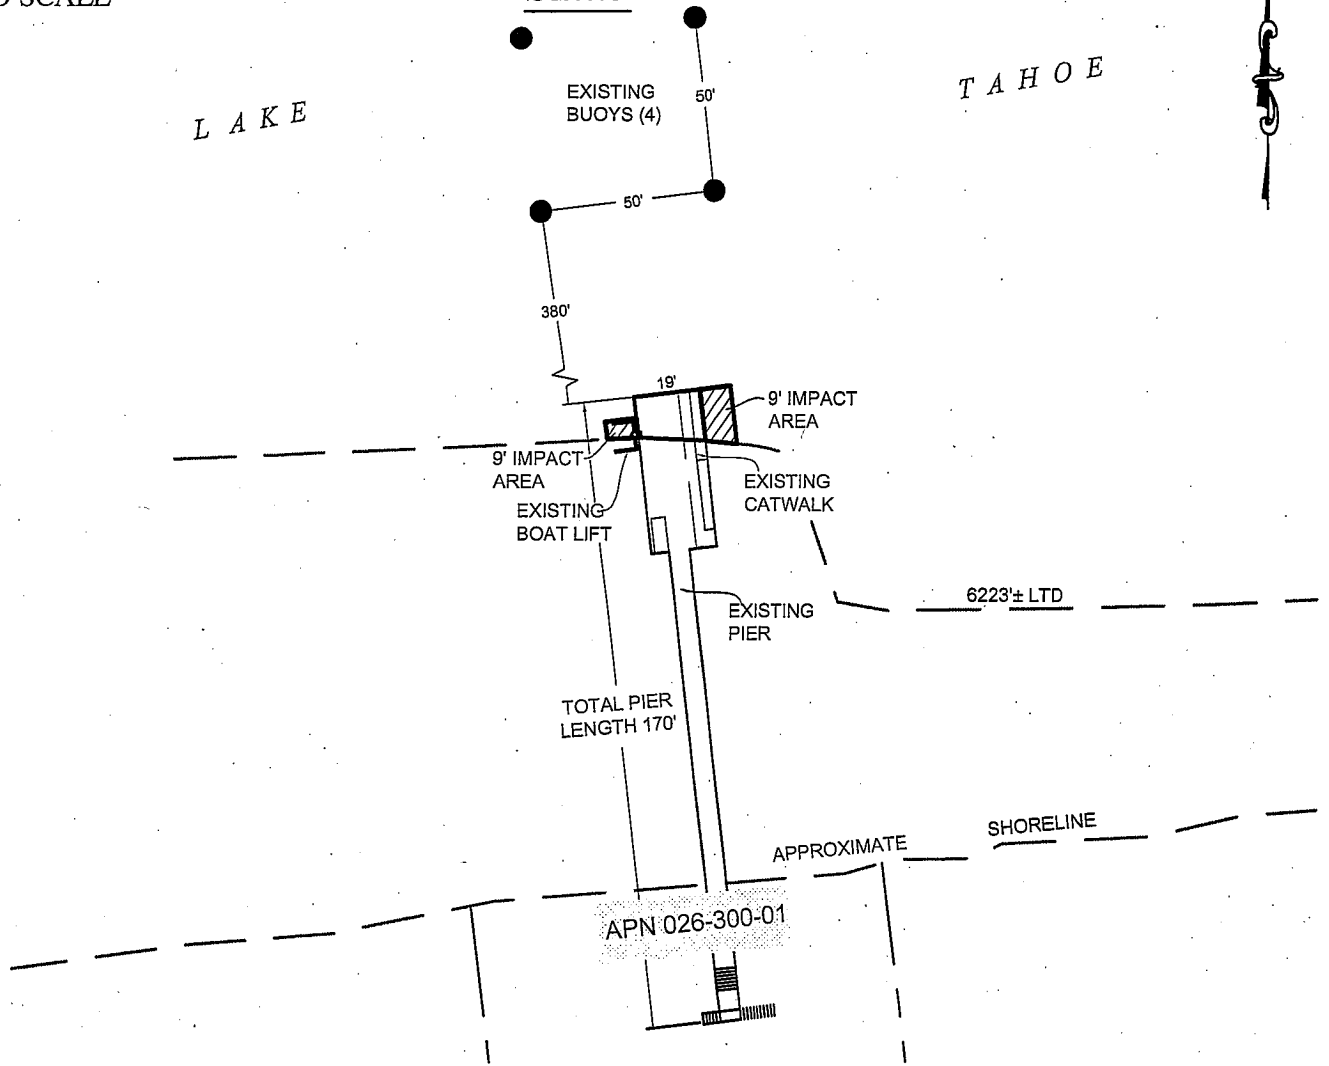 SCALE
LAKE
TAHOE
EXISTING
BUOYS (4)
50'
50'
380'
19'
9' IMPACT
AREA
9' IMPACT
AREA
EXISTING
CATWALK
EXISTING
BOAT LIFT
6223'± LTD
EXISTING
PIER
TOTAL PIER
LENGTH 170'
APPROXIMATE
SHORELINE
APN 026-300-01